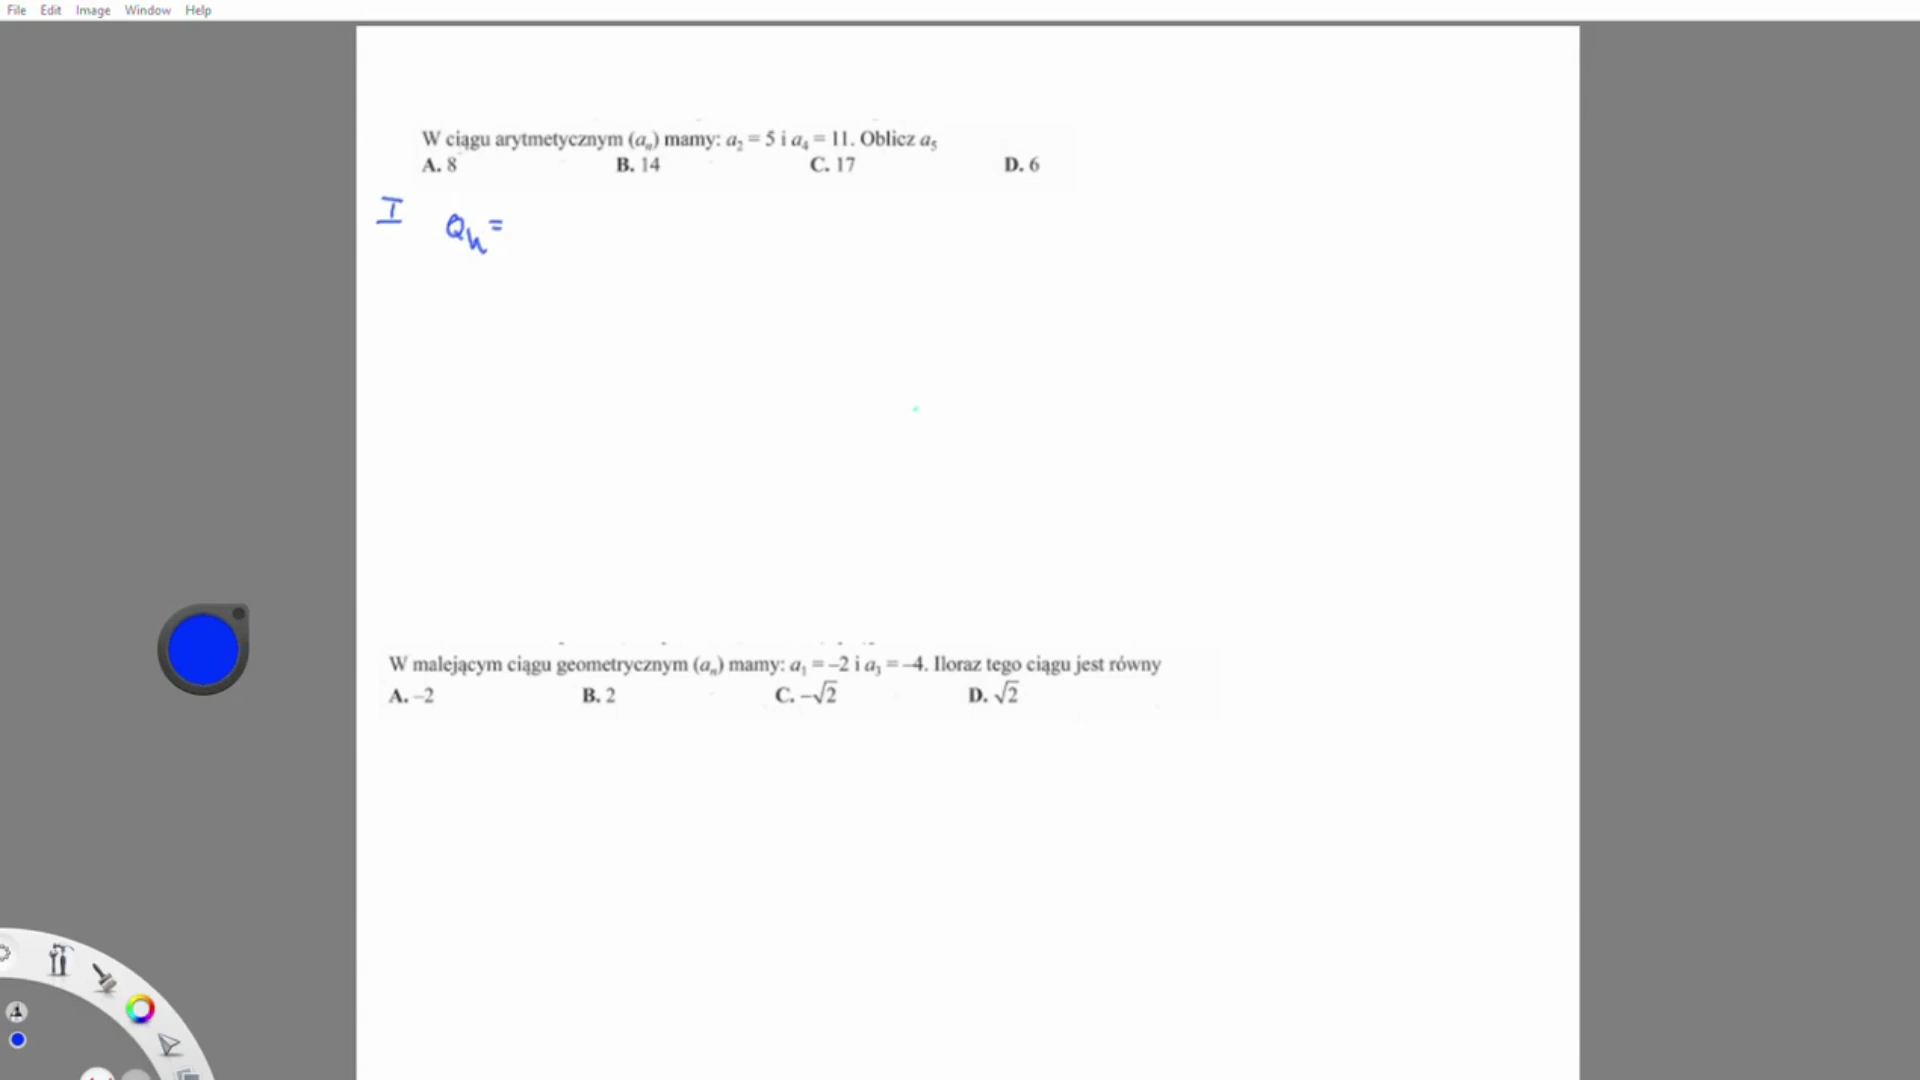 File Edit Image Window Help
W ciągu arytmetycznym (aₙ) mamy: a₂ = 5 i a₄ = 11. Oblicz a₅
A. 8 B. 14 C. 17 D. 6
I aₙ =
W malejącym ciągu geometrycznym (aₙ) mamy: a₁ = –2 i a₃ = –4. Iloraz tego ciągu jest równy
A. –2 B. 2 C. –√2 D. √2